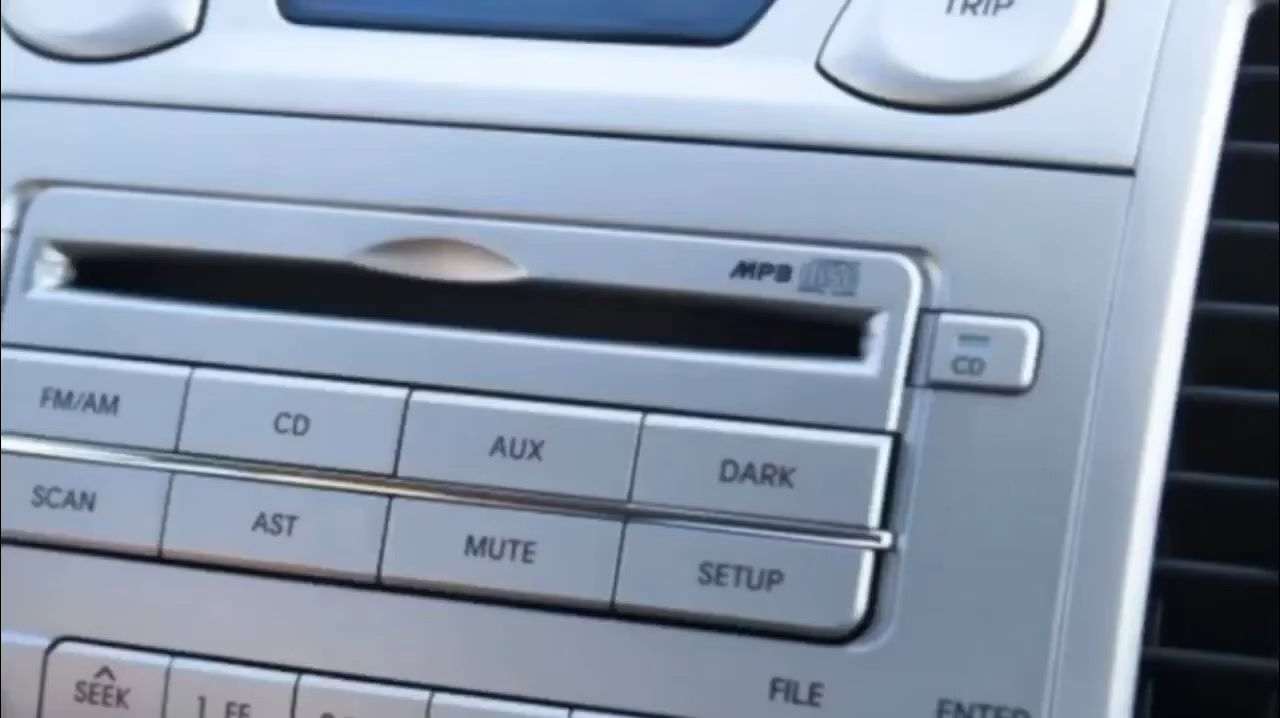 TRIP
MP3
CD
FM/AM CD AUX DARK
SCAN AST MUTE SETUP
SEEK
FILE
ENTER